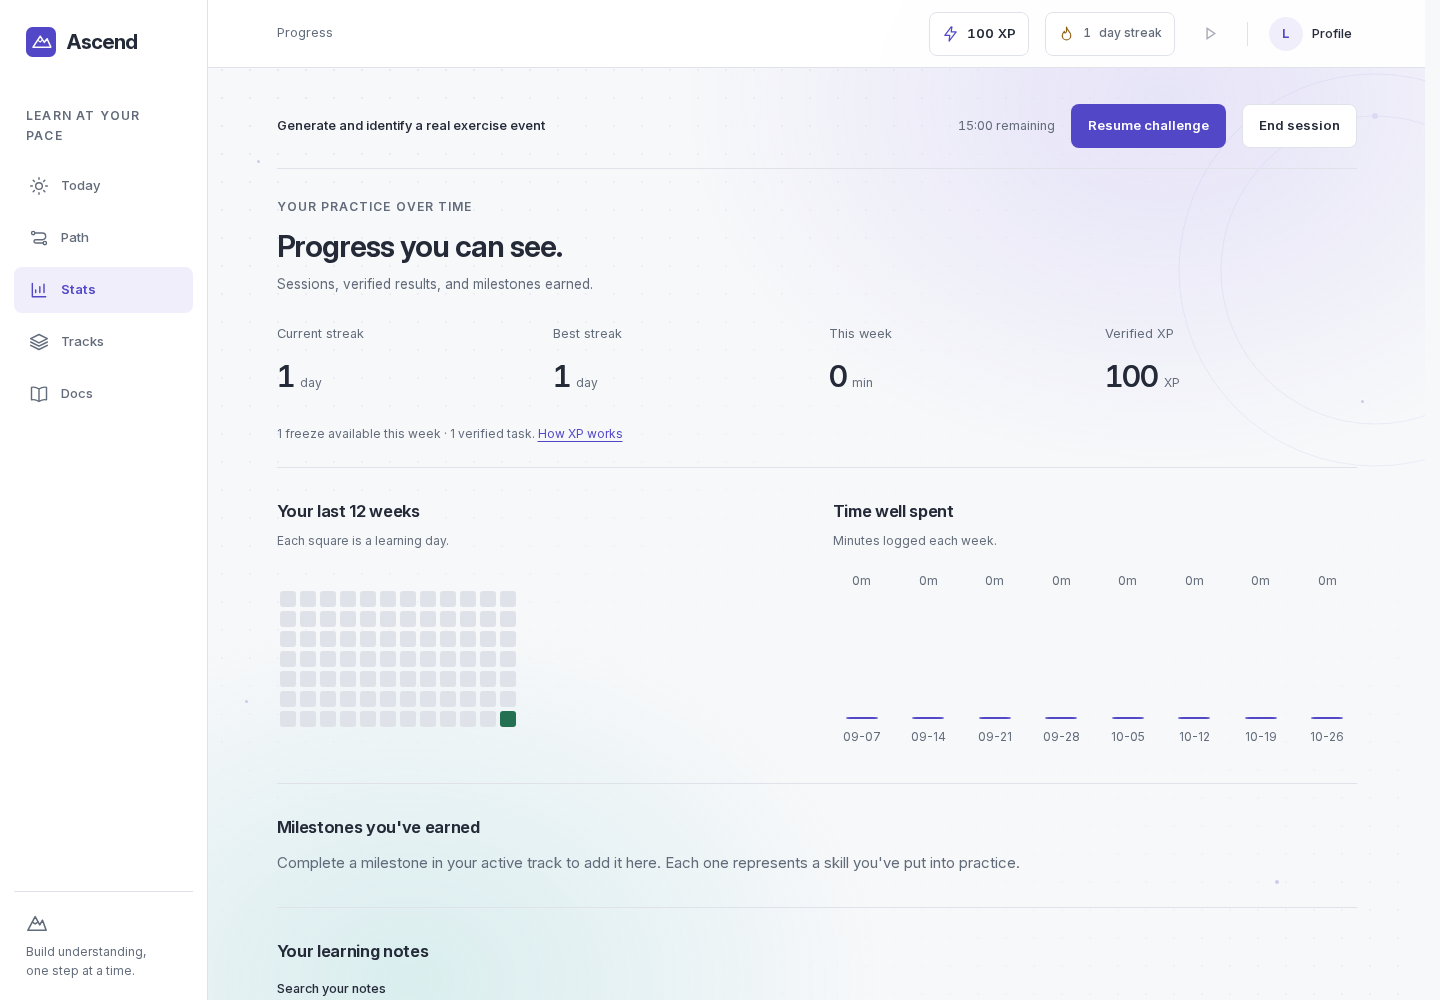 Ascend
LEARN AT YOUR
PACE
Today
Path
Stats
Tracks
Docs
Build understanding,
one step at a time.
Progress
100 XP
1 day streak
L
Profile
Generate and identify a real exercise event
15:00 remaining
Resume challenge
End session
YOUR PRACTICE OVER TIME
Progress you can see.
Sessions, verified results, and milestones earned.
Current streak
1 day
Best streak
1 day
This week
0 min
Verified XP
100 XP
1 freeze available this week · 1 verified task. How XP works
Your last 12 weeks
Each square is a learning day.
Time well spent
Minutes logged each week.
0m 0m 0m 0m 0m 0m 0m 0m
09-07 09-14 09-21 09-28 10-05 10-12 10-19 10-26
Milestones you've earned
Complete a milestone in your active track to add it here. Each one represents a skill you've put into practice.
Your learning notes
Search your notes